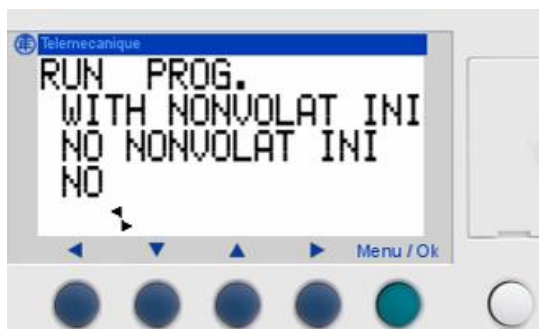 Telemecanique
RUN PROG.
WITH NONVOLAT INI
NO NONVOLAT INI
NO
Menu / Ok